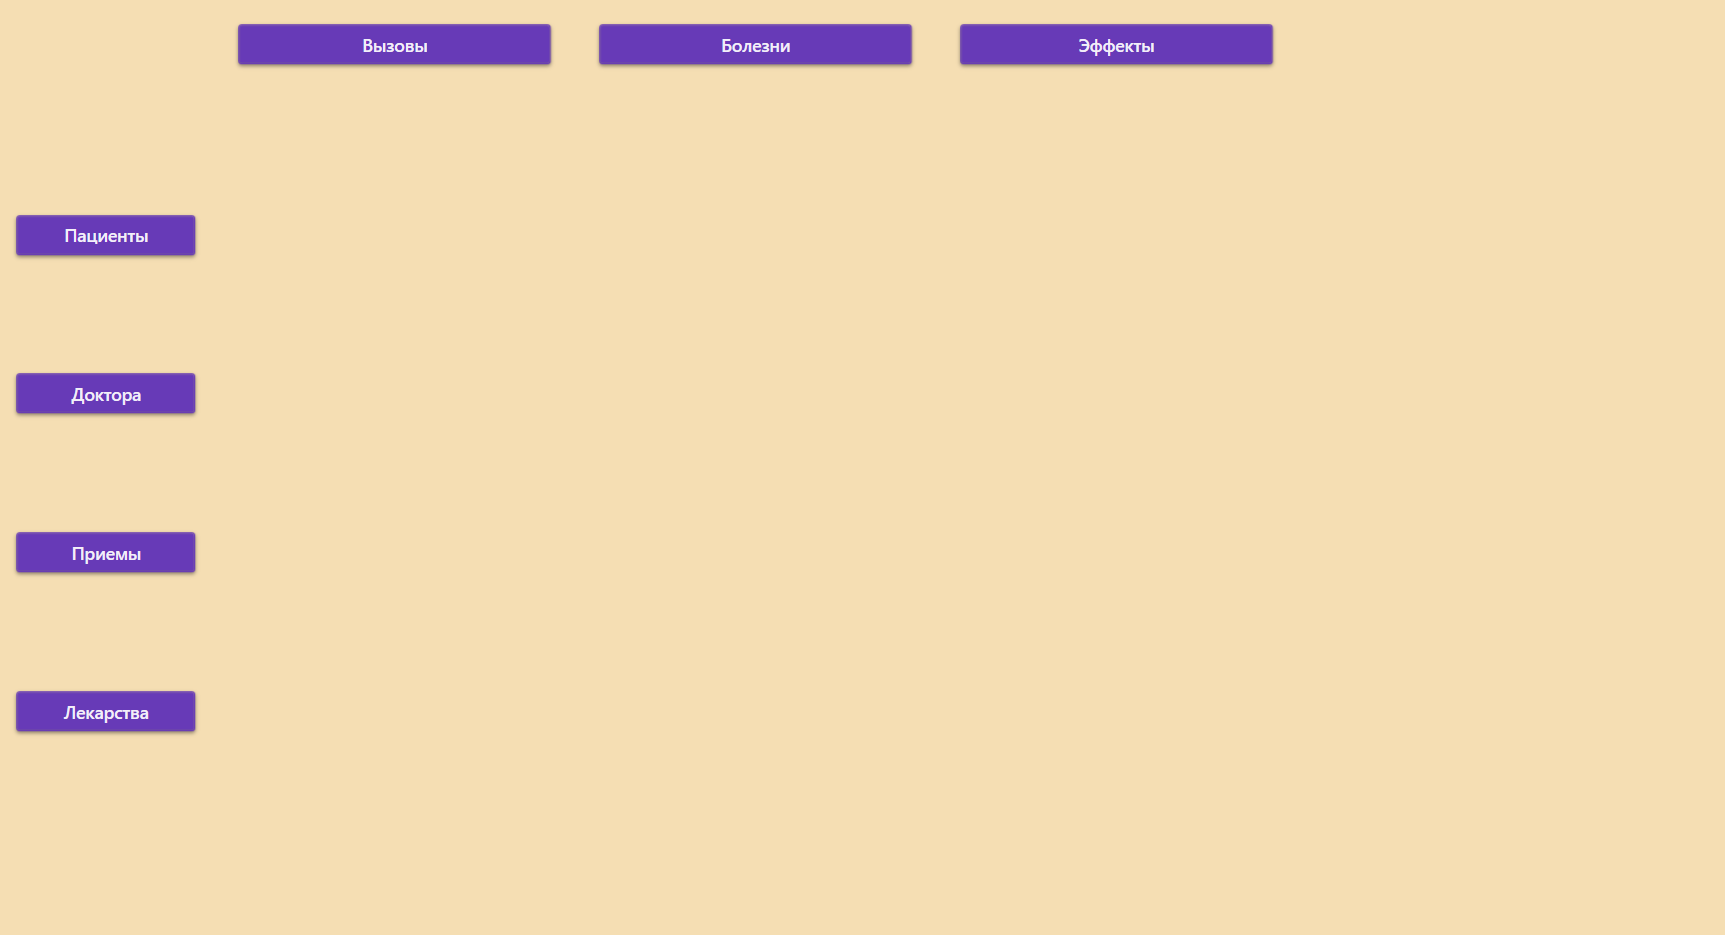 Вызовы
Болезни
Эффекты
Пациенты
Доктора
Приемы
Лекарства